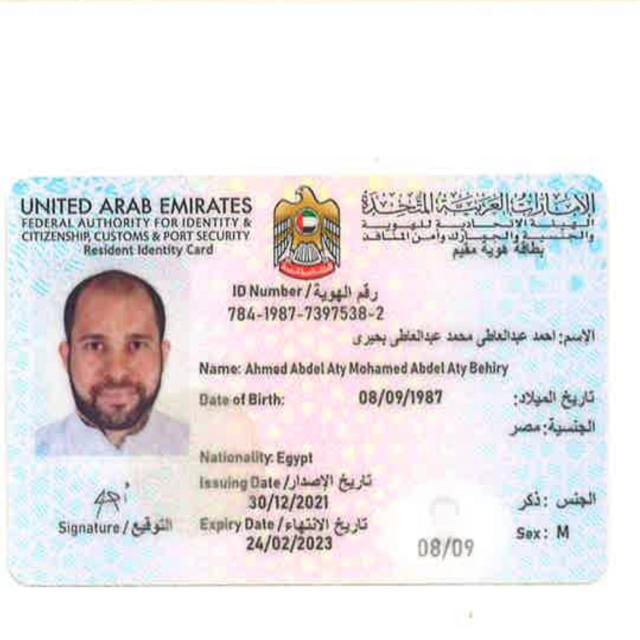 UNITED ARAB EMIRATES
FEDERAL AUTHORITY FOR IDENTITY &
CITIZENSHIP, CUSTOMS & PORT SECURITY
Resident Identity Card
الإمارات العربية المتحدة
الهيئة الاتحادية للهوية
والجنسية والجمارك وأمن المنافذ
بطاقة هوية مقيم
ID Number / رقم الهوية
784-1987-7397538-2
الاسم: احمد عبدالعاطى محمد عبدالعاطى بحيرى
Name: Ahmed Abdel Aty Mohamed Abdel Aty Behiry
Date of Birth: 08/09/1987 تاريخ الميلاد:
الجنسية: مصر
Nationality: Egypt
Issuing Date / تاريخ الإصدار
30/12/2021
الجنس: ذكر
Signature / التوقيع
Expiry Date / تاريخ الانتهاء
24/02/2023
Sex: M
08/09